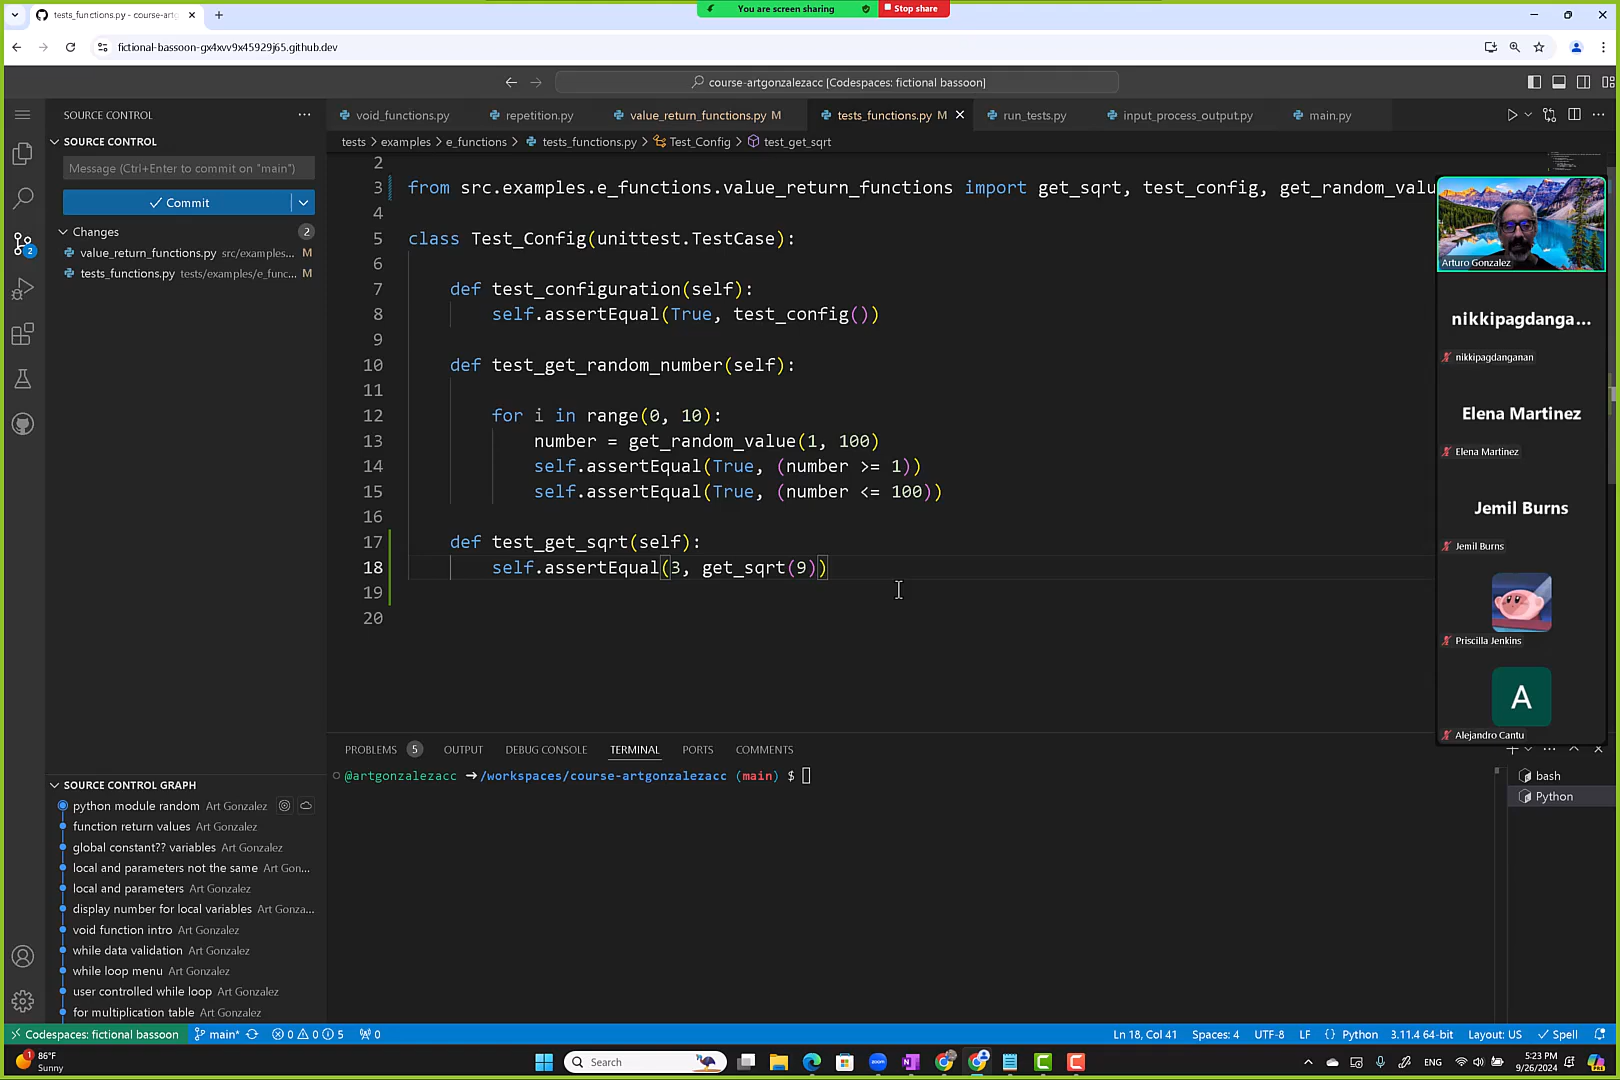 tests_functions.py - course-artg
You are screen sharing
Stop share
fictional-bassoon-gx4xvv9x45929j65.github.dev
course-artgonzalezacc [Codespaces: fictional bassoon]
SOURCE CONTROL
void_functions.py
repetition.py
value_return_functions.py M
tests_functions.py M
run_tests.py
input_process_output.py
main.py
SOURCE CONTROL
tests > examples > e_functions > tests_functions.py > Test_Config > test_get_sqrt
Message (Ctrl+Enter to commit on "main")
Commit
Changes 2
value_return_functions.py src/examples... M
tests_functions.py tests/examples/e_func... M
2
2
3 from src.examples.e_functions.value_return_functions import get_sqrt, test_config, get_random_valu
4
5 class Test_Config(unittest.TestCase):
6
7 def test_configuration(self):
8 self.assertEqual(True, test_config())
9
10 def test_get_random_number(self):
11
12 for i in range(0, 10):
13 number = get_random_value(1, 100)
14 self.assertEqual(True, (number >= 1))
15 self.assertEqual(True, (number <= 100))
16
17 def test_get_sqrt(self):
18 self.assertEqual(3, get_sqrt(9))
19
20
Arturo Gonzalez
nikkipagdanga...
nikkipagdanganan
Elena Martinez
Elena Martinez
Jemil Burns
Jemil Burns
Priscilla Jenkins
A
Alejandro Cantu
PROBLEMS 5 OUTPUT DEBUG CONSOLE TERMINAL PORTS COMMENTS
@artgonzalezacc ➜ /workspaces/course-artgonzalezacc (main) $
bash
Python
SOURCE CONTROL GRAPH
python module random Art Gonzalez
function return values Art Gonzalez
global constant?? variables Art Gonzalez
local and parameters not the same Art Gon...
local and parameters Art Gonzalez
display number for local variables Art Gonza...
void function intro Art Gonzalez
while data validation Art Gonzalez
while loop menu Art Gonzalez
user controlled while loop Art Gonzalez
for multiplication table Art Gonzalez
Codespaces: fictional bassoon main* 0 0 5 0
Ln 18, Col 41 Spaces: 4 UTF-8 LF {} Python 3.11.4 64-bit Layout: US Spell
1
86°F
Sunny
Search
ENG
5:23 PM
9/26/2024